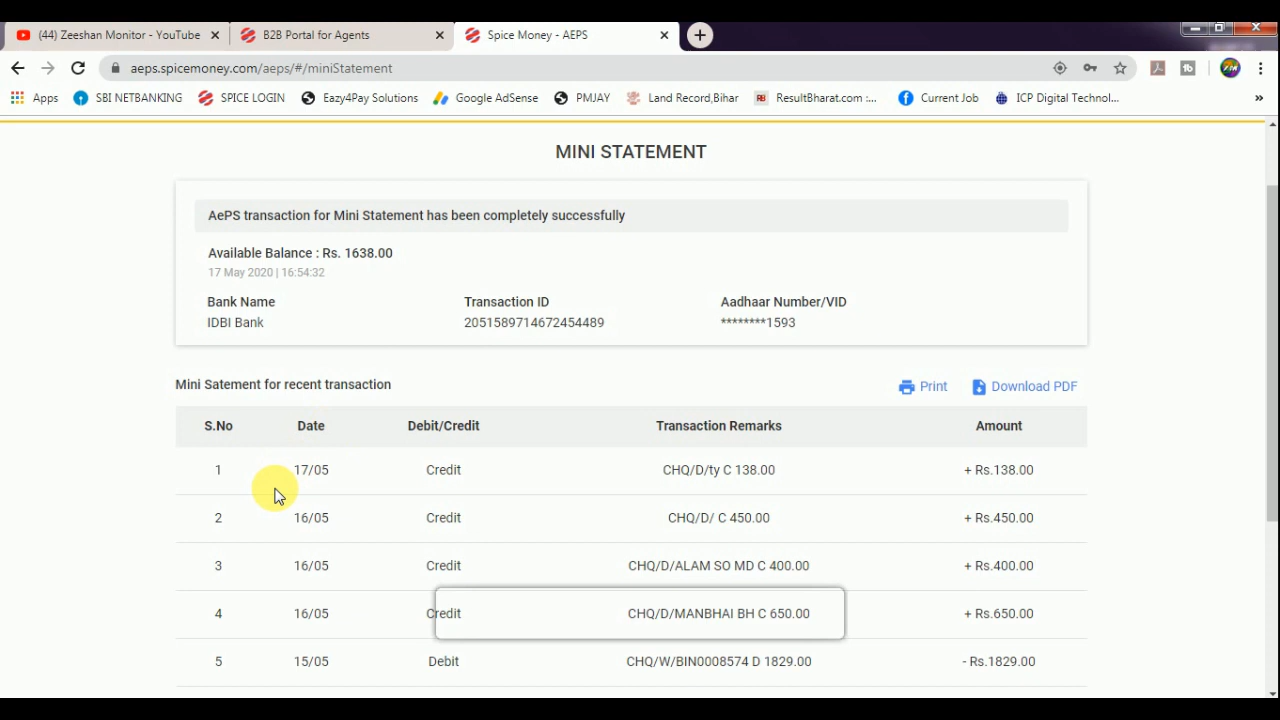 (44) Zeeshan Monitor - YouTube B2B Portal for Agents Spice Money - AEPS
aeps.spicemoney.com/aeps/#/miniStatement
Apps SBI NETBANKING SPICE LOGIN Eazy4Pay Solutions Google AdSense PMJAY Land Record,Bihar RB ResultBharat.com :... Current Job ICP Digital Technol... »
MINI STATEMENT
AePS transaction for Mini Statement has been completely successfully
Available Balance : Rs. 1638.00
17 May 2020 | 16:54:32
Bank Name Transaction ID Aadhaar Number/VID
IDBI Bank 2051589714672454489 ********1593
Mini Satement for recent transaction Print Download PDF
S.No Date Debit/Credit Transaction Remarks Amount
1 17/05 Credit CHQ/D/ty C 138.00 + Rs.138.00
2 16/05 Credit CHQ/D/ C 450.00 + Rs.450.00
3 16/05 Credit CHQ/D/ALAM SO MD C 400.00 + Rs.400.00
4 16/05 Credit CHQ/D/MANBHAI BH C 650.00 + Rs.650.00
5 15/05 Debit CHQ/W/BIN0008574 D 1829.00 - Rs.1829.00